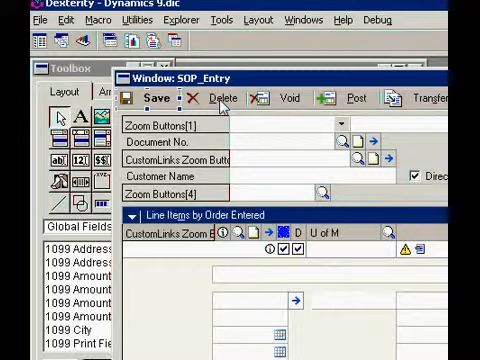 Dexterity - Dynamics 9.dic
File Edit Macro Utilities Explorer Tools Layout Windows Help Debug
Toolbox
Window: SOP_Entry
Layout
Save Delete Void Post Transfer
Zoom Buttons[1]
Document No.
CustomLinks Zoom Butto
Customer Name
Direc
Zoom Buttons[4]
Line Items by Order Entered
CustomLinks Zoom E
D U of M
Global Fields
1099 Address
1099 Address
1099 Amount
1099 Amount
1099 Amount
1099 Amount
1099 City
1099 Print Fie